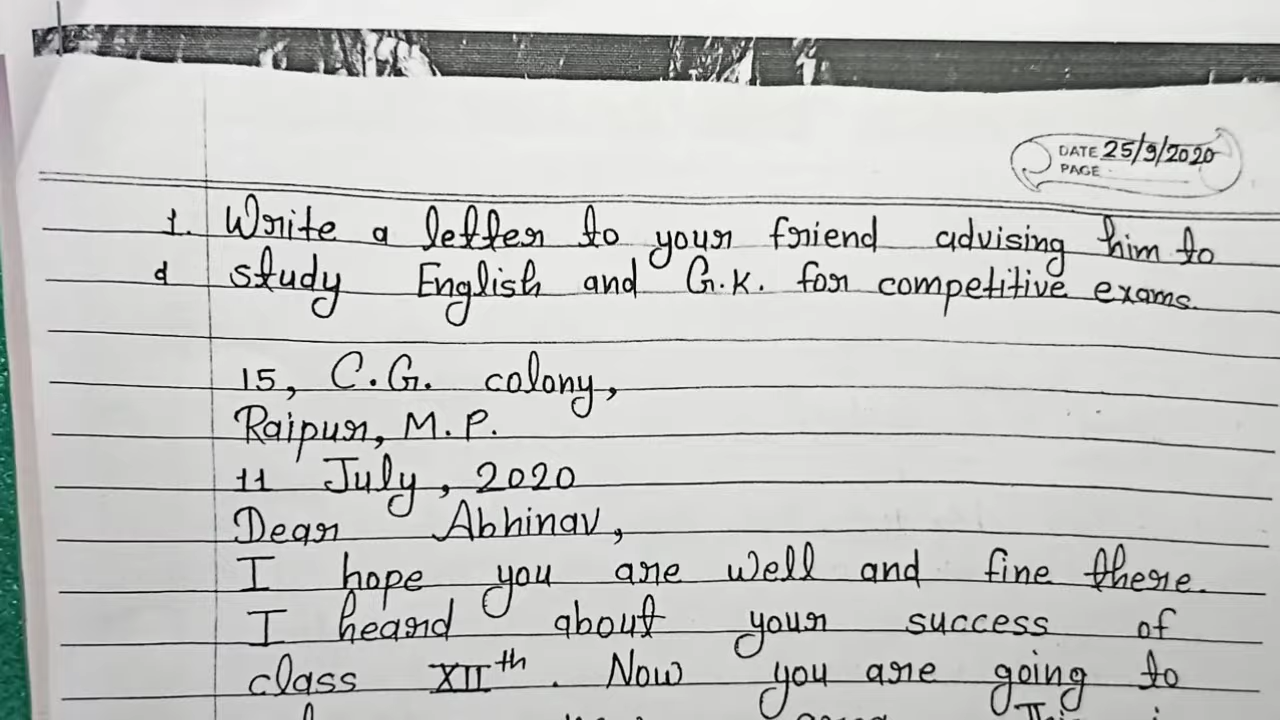 DATE 25/9/2020
PAGE
1. Write a letter to your friend advising him to
d study English and G.K. for competitive exams.
15, C.G. colony,
Raipur, M.P.
11 July, 2020
Dear Abhinav,
I hope you are well and fine there.
I heard about your success of
class XIIth. Now you are going to